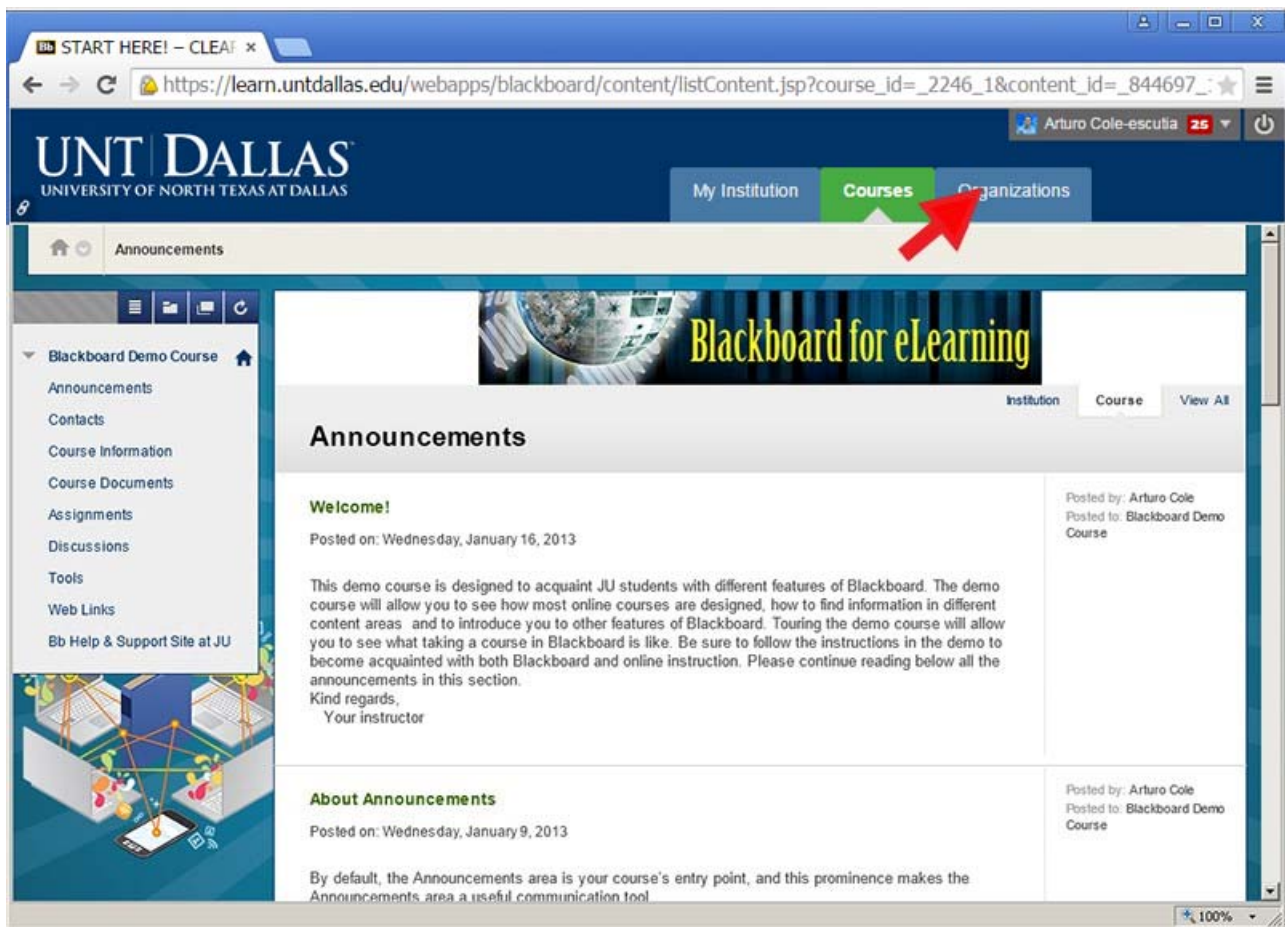 START HERE! – CLEAF
https://learn.untdallas.edu/webapps/blackboard/content/listContent.jsp?course_id=_2246_1&content_id=_844697_
Arturo Cole-escutia 25
UNT DALLAS
UNIVERSITY OF NORTH TEXAS AT DALLAS
My Institution Courses Organizations
Announcements
Blackboard for eLearning
Blackboard Demo Course
Announcements
Contacts
Course Information
Course Documents
Assignments
Discussions
Tools
Web Links
Bb Help & Support Site at JU
Institution Course View All
Announcements
Welcome!
Posted on: Wednesday, January 16, 2013
Posted by: Arturo Cole
Posted to: Blackboard Demo
Course
This demo course is designed to acquaint JU students with different features of Blackboard. The demo
course will allow you to see how most online courses are designed, how to find information in different
content areas and to introduce you to other features of Blackboard. Touring the demo course will allow
you to see what taking a course in Blackboard is like. Be sure to follow the instructions in the demo to
become acquainted with both Blackboard and online instruction. Please continue reading below all the
announcements in this section.
Kind regards,
Your instructor
About Announcements
Posted on: Wednesday, January 9, 2013
Posted by: Arturo Cole
Posted to: Blackboard Demo
Course
By default, the Announcements area is your course's entry point, and this prominence makes the
Announcements area a useful communication tool
100%